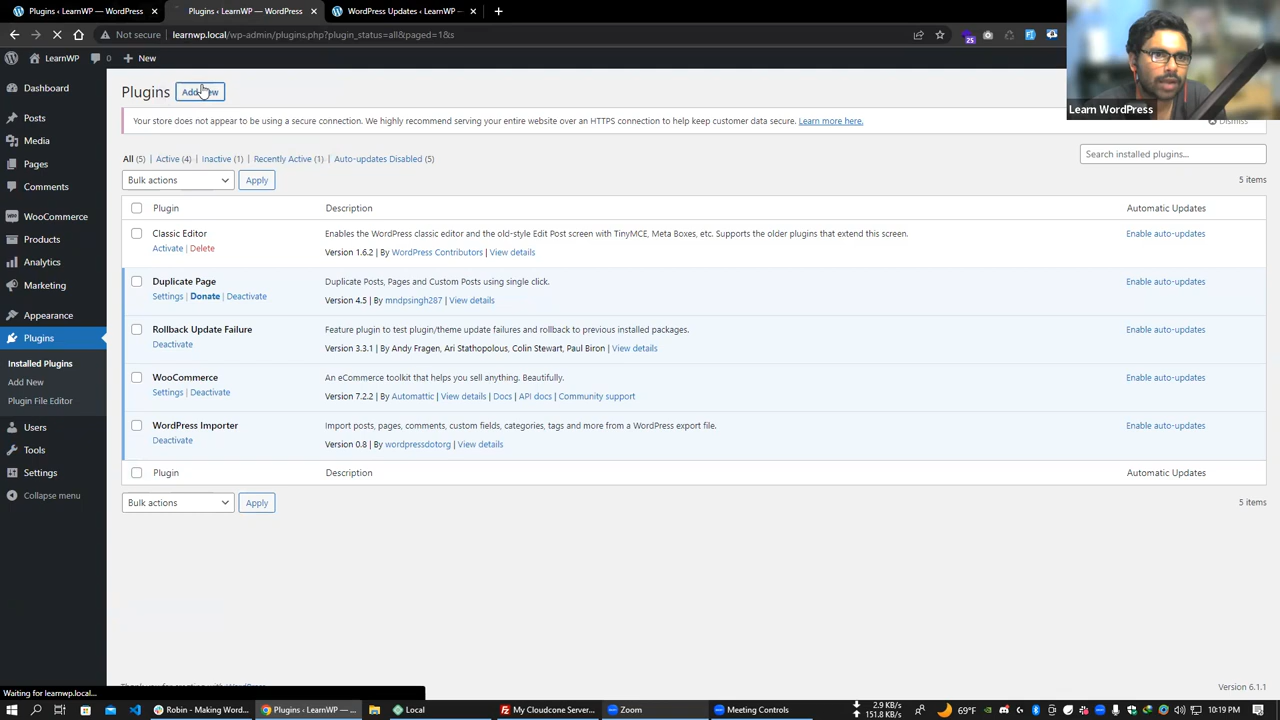 Plugins ‹ LearnWP — WordPress
Plugins ‹ LearnWP — WordPress
WordPress Updates ‹ LearnWP —
Not secure learnwp.local/wp-admin/plugins.php?plugin_status=all&paged=1&s
25
LearnWP
0
New
Learn WordPress
Dashboard
Posts
Media
Pages
Comments
WooCommerce
Products
Analytics
Marketing
Appearance
Plugins
Installed Plugins
Add New
Plugin File Editor
Users
Tools
Settings
Collapse menu
Plugins
Add New
Your store does not appear to be using a secure connection. We highly recommend serving your entire website over an HTTPS connection to help keep customer data secure. Learn more here.
Dismiss
All (5) | Active (4) | Inactive (1) | Recently Active (1) | Auto-updates Disabled (5)
Search installed plugins...
Bulk actions
Apply
5 items
Plugin Description Automatic Updates
Classic Editor Enables the WordPress classic editor and the old-style Edit Post screen with TinyMCE, Meta Boxes, etc. Supports the older plugins that extend this screen. Enable auto-updates
Activate | Delete Version 1.6.2 | By WordPress Contributors | View details
Duplicate Page Duplicate Posts, Pages and Custom Posts using single click. Enable auto-updates
Settings | Donate | Deactivate Version 4.5 | By mndpsingh287 | View details
Rollback Update Failure Feature plugin to test plugin/theme update failures and rollback to previous installed packages. Enable auto-updates
Deactivate Version 3.3.1 | By Andy Fragen, Ari Stathopolous, Colin Stewart, Paul Biron | View details
WooCommerce An eCommerce toolkit that helps you sell anything. Beautifully. Enable auto-updates
Settings | Deactivate Version 7.2.2 | By Automattic | View details | Docs | API docs | Community support
WordPress Importer Import posts, pages, comments, custom fields, categories, tags and more from a WordPress export file. Enable auto-updates
Deactivate Version 0.8 | By wordpressdotorg | View details
Plugin Description Automatic Updates
Bulk actions
Apply
5 items
Version 6.1.1
Waiting for learnwp.local...
Robin - Making Word...
Plugins ‹ LearnWP — ...
Local
My Cloudcone Serve...
Zoom
Meeting Controls
2.9 KB/s
151.8 KB/s
69°F
10:19 PM